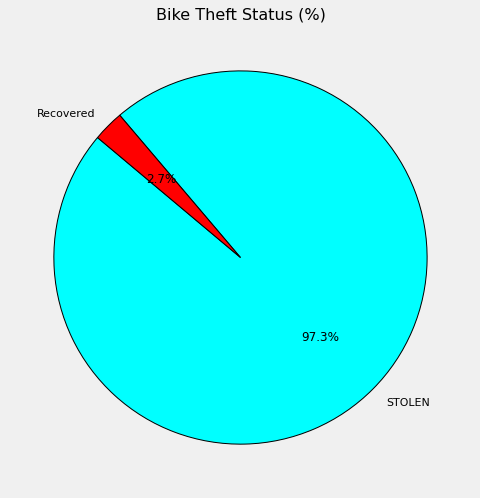 Bike Theft Status (%)
Recovered
2.7%
97.3%
STOLEN